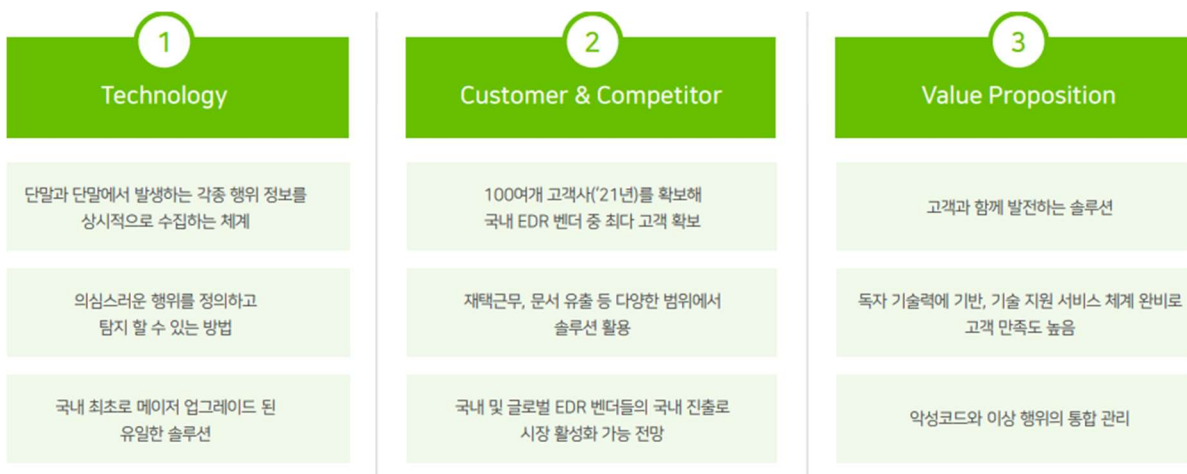 1
Technology
단말과 단말에서 발생하는 각종 행위 정보를
상시적으로 수집하는 체계
의심스러운 행위를 정의하고
탐지 할 수 있는 방법
국내 최초로 메이저 업그레이드 된
유일한 솔루션
2
Customer & Competitor
100여개 고객사('21년)를 확보해
국내 EDR 벤더 중 최다 고객 확보
재택근무, 문서 유출 등 다양한 범위에서
솔루션 활용
국내 및 글로벌 EDR 벤더들의 국내 진출로
시장 활성화 가능 전망
3
Value Proposition
고객과 함께 발전하는 솔루션
독자 기술력에 기반, 기술 지원 서비스 체계 완비로
고객 만족도 높음
악성코드와 이상 행위의 통합 관리